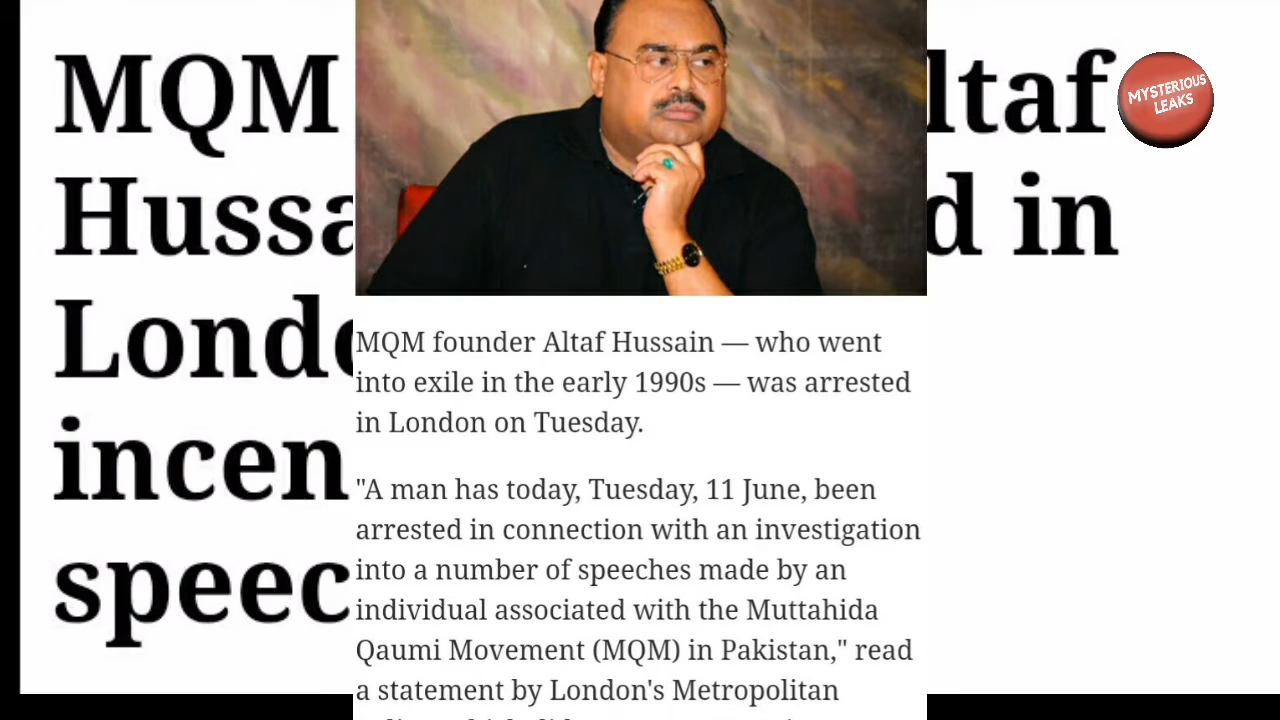 MQM
ltaf
Hussa
d in
Londo
incen
speec
MYSTERIOUS
LEAKS
MQM founder Altaf Hussain — who went
into exile in the early 1990s — was arrested
in London on Tuesday.
"A man has today, Tuesday, 11 June, been
arrested in connection with an investigation
into a number of speeches made by an
individual associated with the Muttahida
Qaumi Movement (MQM) in Pakistan," read
a statement by London's Metropolitan